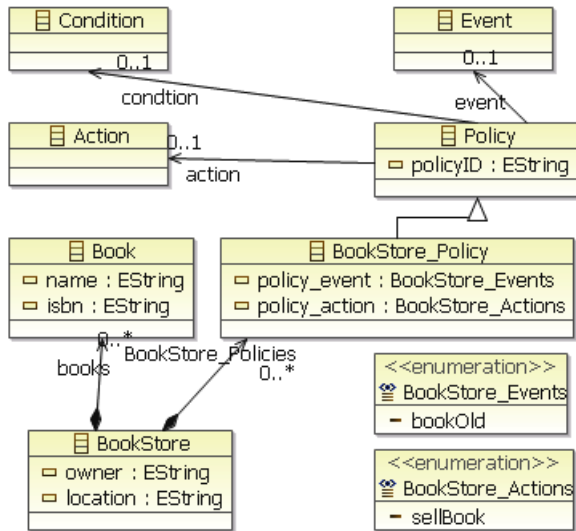 Condition
Event
0..1
0..1
condtion
event
Action
0..1
action
Policy
policyID : EString
Book
name : EString
isbn : EString
BookStore_Policy
policy_event : BookStore_Events
policy_action : BookStore_Actions
0..*
BookStore_Policies
books
0..*
BookStore
owner : EString
location : EString
<<enumeration>>
BookStore_Events
bookOld
<<enumeration>>
BookStore_Actions
sellBook